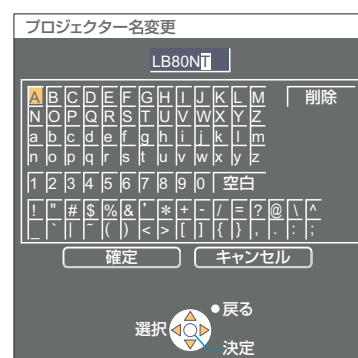 プロジェクター名変更
LB80NT
A B C D E F G H I J K L M 削除
N O P Q R S T U V W X Y Z
a b c d e f g h i j k l m
n o p q r s t u v w x y z
1 2 3 4 5 6 7 8 9 0 空白
! " # $ % & ' * + - / = ? @ \ ^
_ ` | ~ ( ) < > [ ] { } , . : ;
確定 キャンセル
戻る
選択
決定